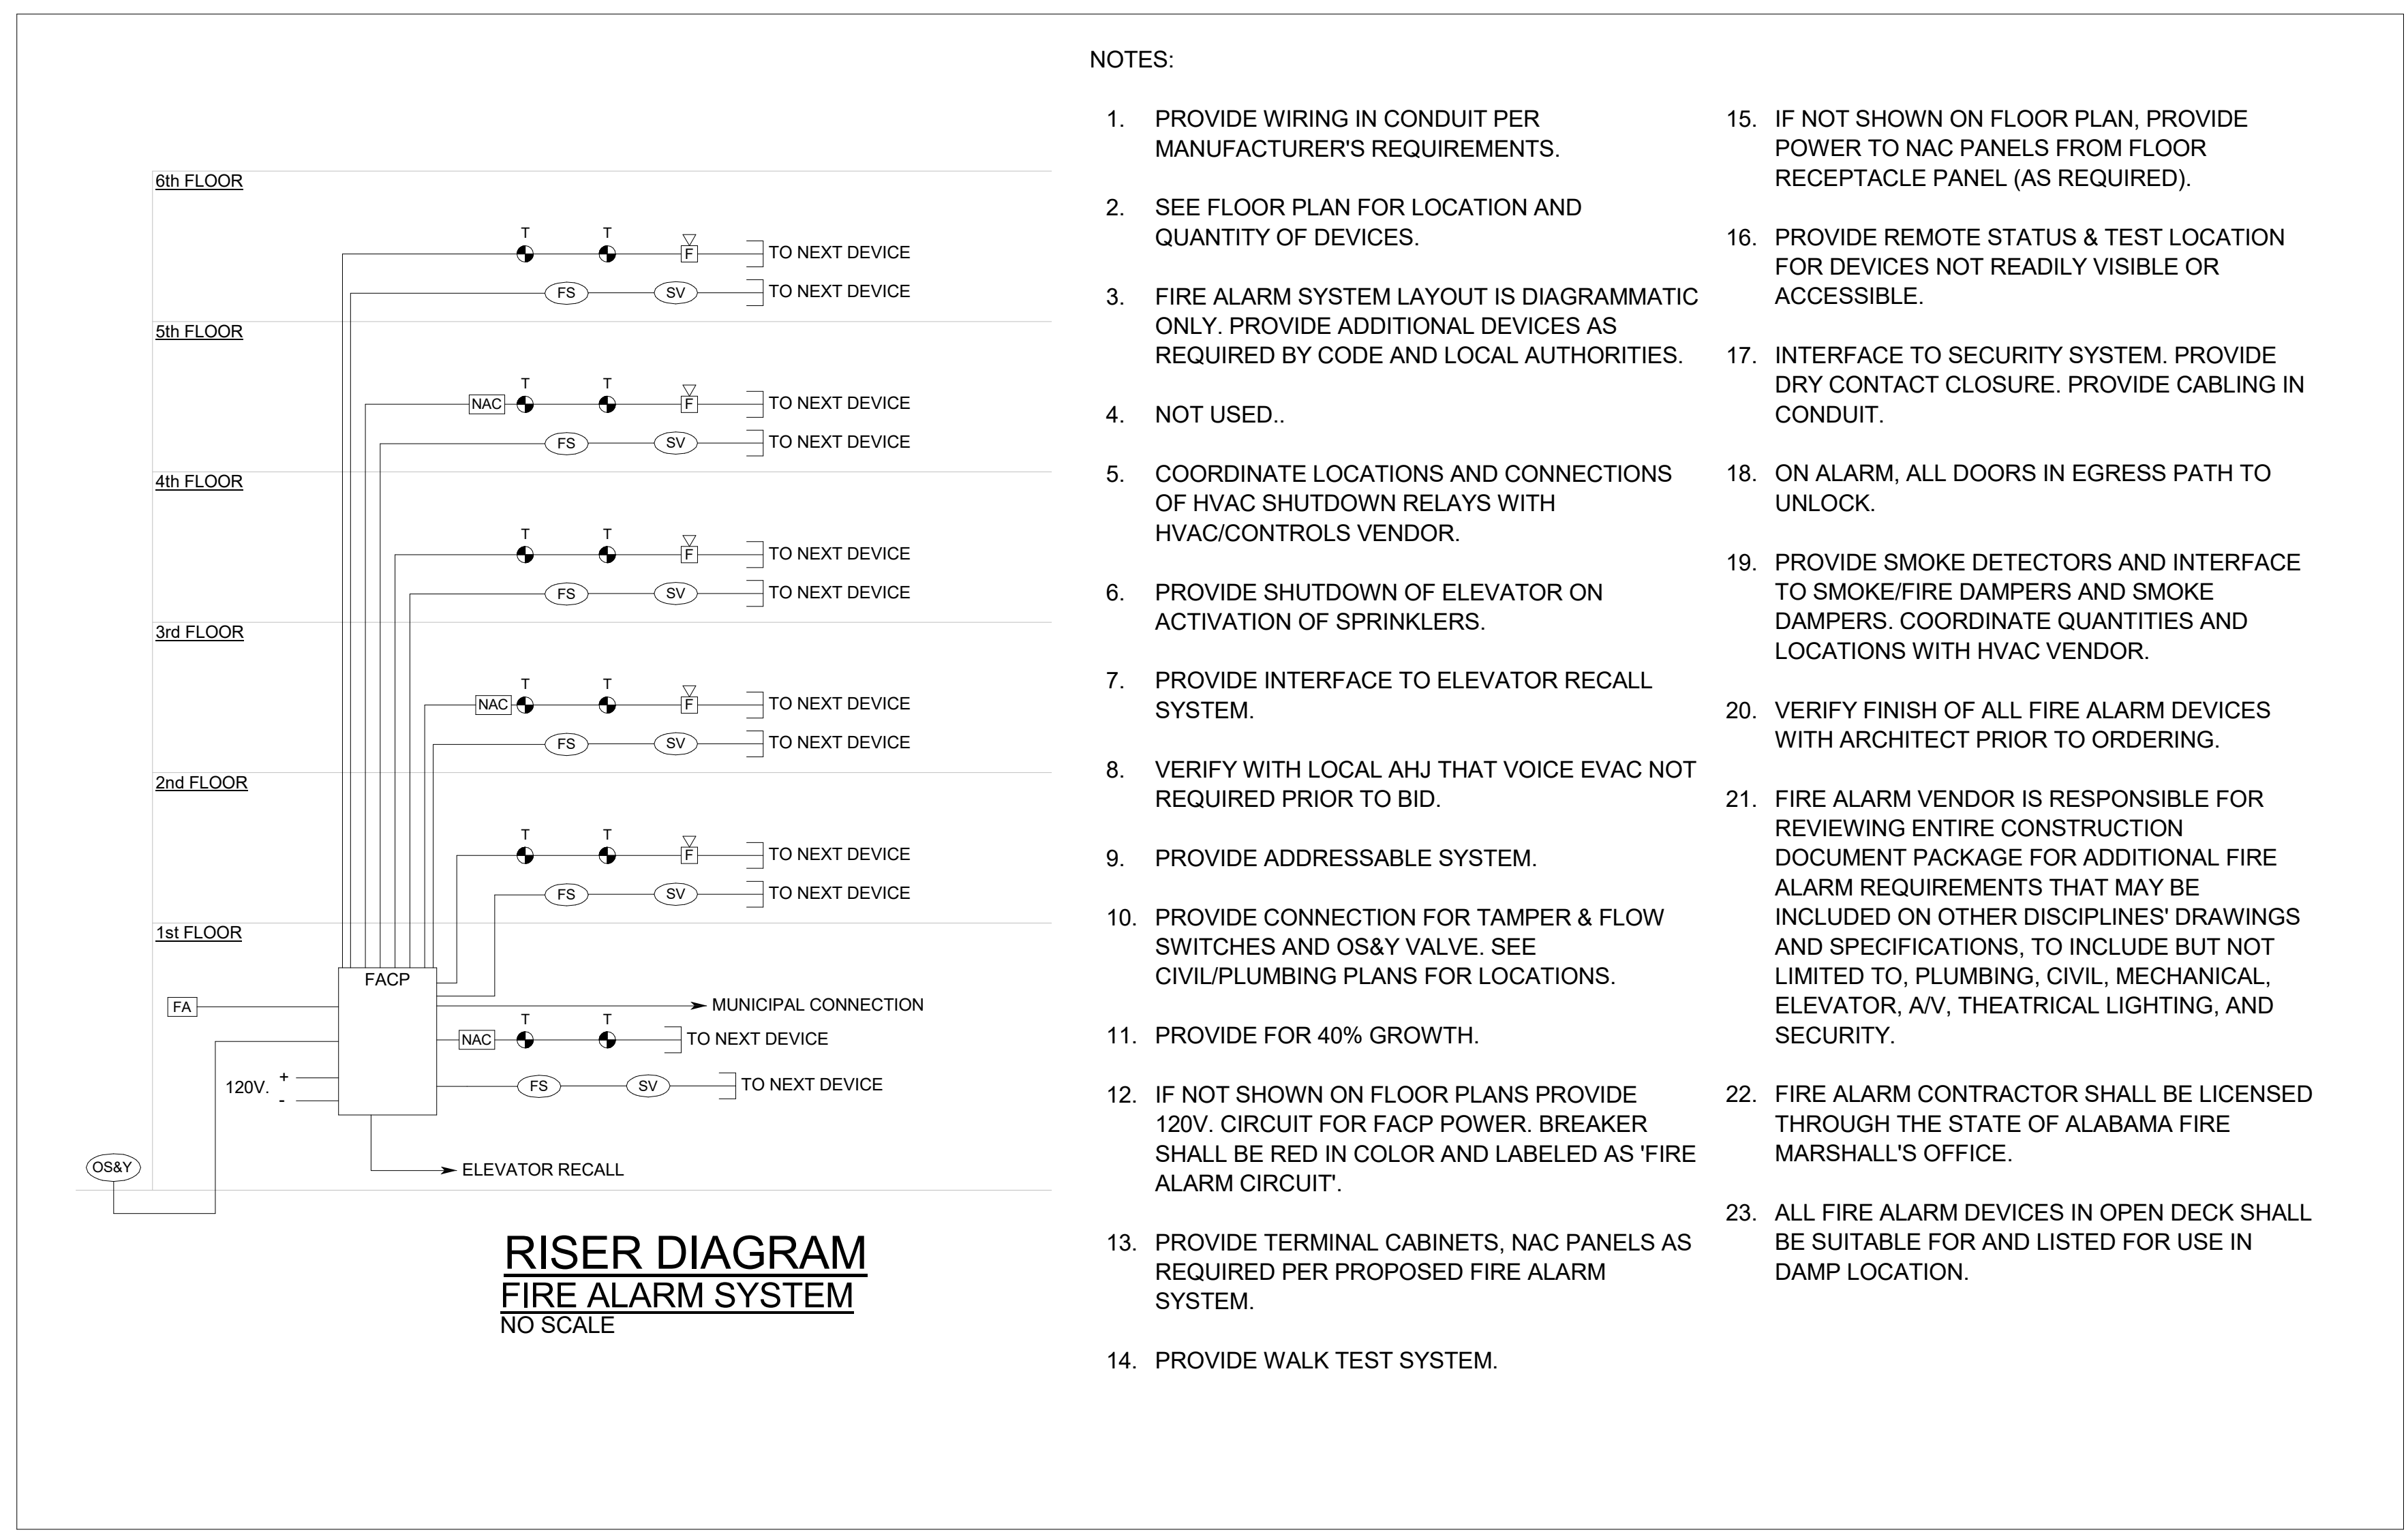 6th FLOOR
T T
F TO NEXT DEVICE
FS SV TO NEXT DEVICE
5th FLOOR
T T
NAC F TO NEXT DEVICE
FS SV TO NEXT DEVICE
4th FLOOR
T T
F TO NEXT DEVICE
FS SV TO NEXT DEVICE
3rd FLOOR
T T
NAC F TO NEXT DEVICE
FS SV TO NEXT DEVICE
2nd FLOOR
T T
F TO NEXT DEVICE
FS SV TO NEXT DEVICE
1st FLOOR
FACP
FA MUNICIPAL CONNECTION
T T
NAC TO NEXT DEVICE
120V. + - FS SV TO NEXT DEVICE
OS&Y ELEVATOR RECALL
RISER DIAGRAM
FIRE ALARM SYSTEM
NO SCALE
NOTES:
1. PROVIDE WIRING IN CONDUIT PER
MANUFACTURER'S REQUIREMENTS.
2. SEE FLOOR PLAN FOR LOCATION AND
QUANTITY OF DEVICES.
3. FIRE ALARM SYSTEM LAYOUT IS DIAGRAMMATIC
ONLY. PROVIDE ADDITIONAL DEVICES AS
REQUIRED BY CODE AND LOCAL AUTHORITIES.
4. NOT USED..
5. COORDINATE LOCATIONS AND CONNECTIONS
OF HVAC SHUTDOWN RELAYS WITH
HVAC/CONTROLS VENDOR.
6. PROVIDE SHUTDOWN OF ELEVATOR ON
ACTIVATION OF SPRINKLERS.
7. PROVIDE INTERFACE TO ELEVATOR RECALL
SYSTEM.
8. VERIFY WITH LOCAL AHJ THAT VOICE EVAC NOT
REQUIRED PRIOR TO BID.
9. PROVIDE ADDRESSABLE SYSTEM.
10. PROVIDE CONNECTION FOR TAMPER & FLOW
SWITCHES AND OS&Y VALVE. SEE
CIVIL/PLUMBING PLANS FOR LOCATIONS.
11. PROVIDE FOR 40% GROWTH.
12. IF NOT SHOWN ON FLOOR PLANS PROVIDE
120V. CIRCUIT FOR FACP POWER. BREAKER
SHALL BE RED IN COLOR AND LABELED AS 'FIRE
ALARM CIRCUIT'.
13. PROVIDE TERMINAL CABINETS, NAC PANELS AS
REQUIRED PER PROPOSED FIRE ALARM
SYSTEM.
14. PROVIDE WALK TEST SYSTEM.
15. IF NOT SHOWN ON FLOOR PLAN, PROVIDE
POWER TO NAC PANELS FROM FLOOR
RECEPTACLE PANEL (AS REQUIRED).
16. PROVIDE REMOTE STATUS & TEST LOCATION
FOR DEVICES NOT READILY VISIBLE OR
ACCESSIBLE.
17. INTERFACE TO SECURITY SYSTEM. PROVIDE
DRY CONTACT CLOSURE. PROVIDE CABLING IN
CONDUIT.
18. ON ALARM, ALL DOORS IN EGRESS PATH TO
UNLOCK.
19. PROVIDE SMOKE DETECTORS AND INTERFACE
TO SMOKE/FIRE DAMPERS AND SMOKE
DAMPERS. COORDINATE QUANTITIES AND
LOCATIONS WITH HVAC VENDOR.
20. VERIFY FINISH OF ALL FIRE ALARM DEVICES
WITH ARCHITECT PRIOR TO ORDERING.
21. FIRE ALARM VENDOR IS RESPONSIBLE FOR
REVIEWING ENTIRE CONSTRUCTION
DOCUMENT PACKAGE FOR ADDITIONAL FIRE
ALARM REQUIREMENTS THAT MAY BE
INCLUDED ON OTHER DISCIPLINES' DRAWINGS
AND SPECIFICATIONS, TO INCLUDE BUT NOT
LIMITED TO, PLUMBING, CIVIL, MECHANICAL,
ELEVATOR, A/V, THEATRICAL LIGHTING, AND
SECURITY.
22. FIRE ALARM CONTRACTOR SHALL BE LICENSED
THROUGH THE STATE OF ALABAMA FIRE
MARSHALL'S OFFICE.
23. ALL FIRE ALARM DEVICES IN OPEN DECK SHALL
BE SUITABLE FOR AND LISTED FOR USE IN
DAMP LOCATION.